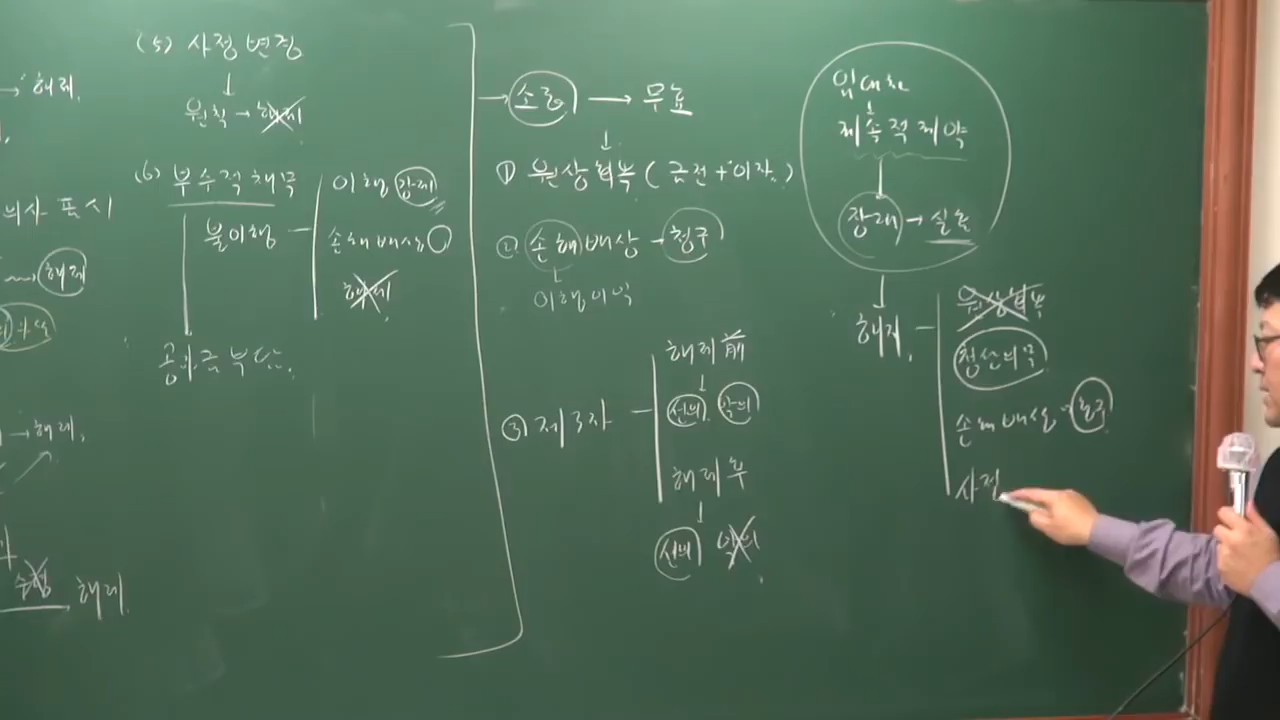 → 해제.
의사 표시
~→ 해제
→ 해제,
수령 해제.
(5) 사정변경
↓
원칙 → 해제
(6) 부수적 채무
불이행
공과금 부담.
이행 강제
손해배상 ○
해제
→ 소급 → 무효
↓
① 원상회복 ( 금전 + 이자. )
② 손해배상 → 청구
이행이익
③ 제3자
해제 前
↓
선의 악의
해제 후
↓
선의 악의
임대차
↓
계속적 계약
장래 → 실효
↓
해지.
원상회복
청산의무
손해배상 → 청구
사정